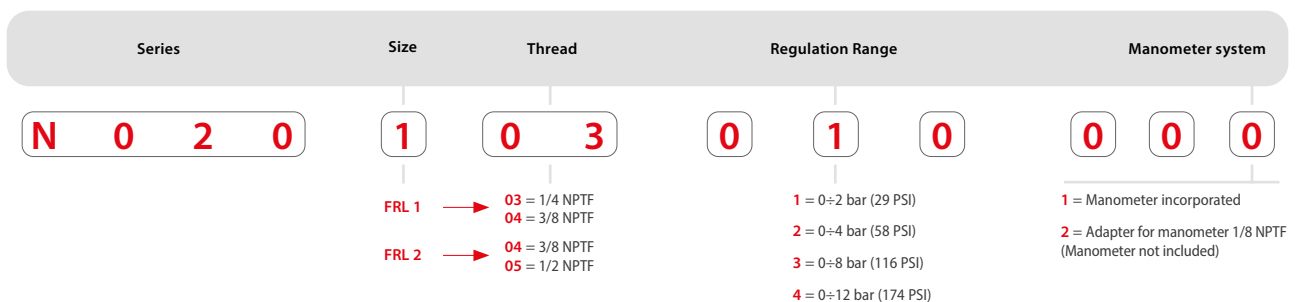 Series Size Thread Regulation Range Manometer system
N 0 2 0 1 0 3 0 1 0 0 0 0
FRL 1 03 = 1/4 NPTF
04 = 3/8 NPTF
FRL 2 04 = 3/8 NPTF
05 = 1/2 NPTF
1 = 0÷2 bar (29 PSI)
2 = 0÷4 bar (58 PSI)
3 = 0÷8 bar (116 PSI)
4 = 0÷12 bar (174 PSI)
1 = Manometer incorporated
2 = Adapter for manometer 1/8 NPTF
(Manometer not included)